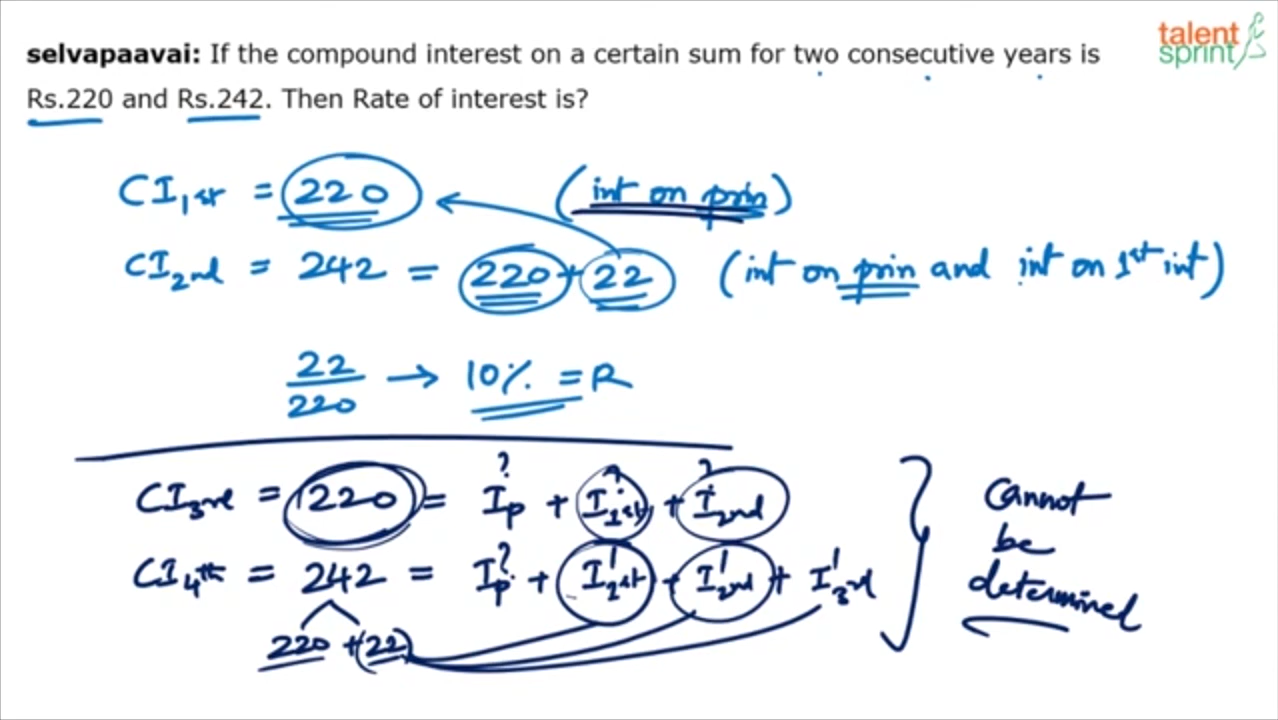 talent
sprint
selvapaavai: If the compound interest on a certain sum for two consecutive years is
Rs.220 and Rs.242. Then Rate of interest is?
CI1st = 220 (int on prin)
CI2nd = 242 = 220 + 22 (int on prin and int on 1st int)
22/220 → 10% = R
? ? ?
CI3rd = 220 = Ip + I1st + I2nd
CI4th = 242 = Ip? + I'1st + I'2nd + I'3rd
220 + (22)
Cannot
be
determined